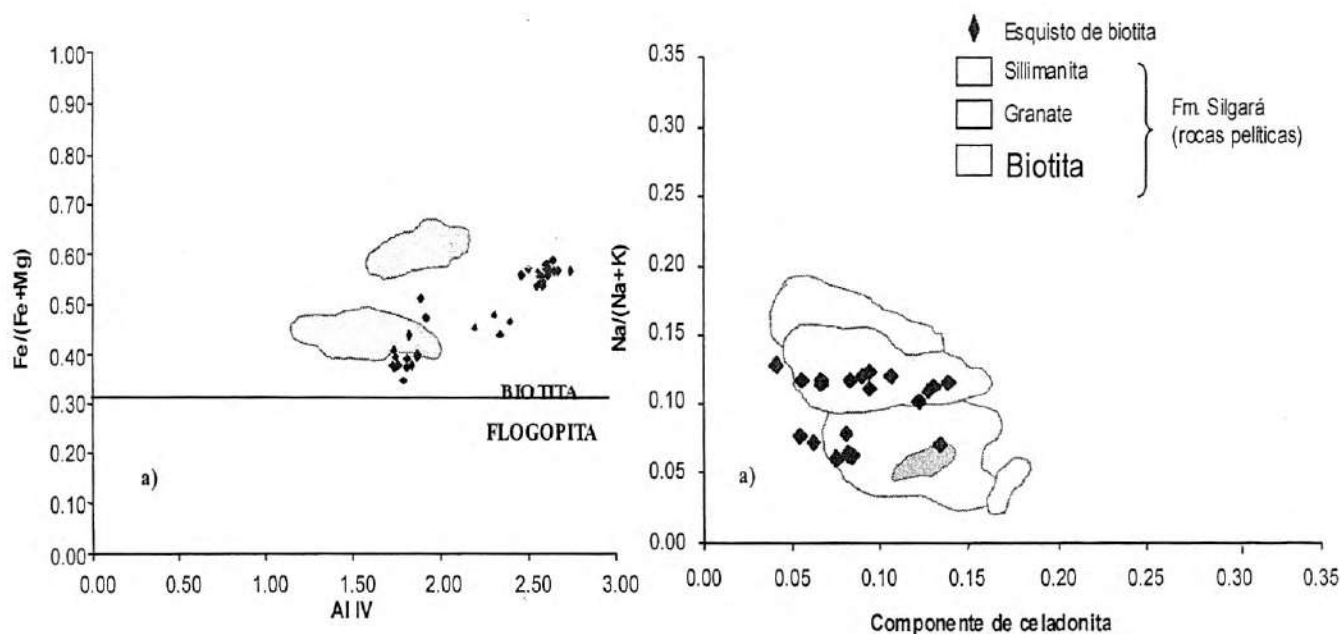 1.00
0.90
0.80
0.70
0.60
0.50
0.40
0.30
0.20
0.10
0.00
Fe/(Fe+Mg)
BIOTITA
FLOGOPITA
a)
0.00 1.00 1.50 2.00 2.50 3.00
Al IV
Esquisto de biotita
Sillimanita
Granate
Biotita
Fm. Silgará
(rocas pelíticas)
0.35
0.30
0.25
0.20
0.15
0.10
0.05
0.00
Na/(Na+K)
a)
0.00 0.05 0.10 0.15 0.20 0.25 0.30 0.35
Componente de celadonita